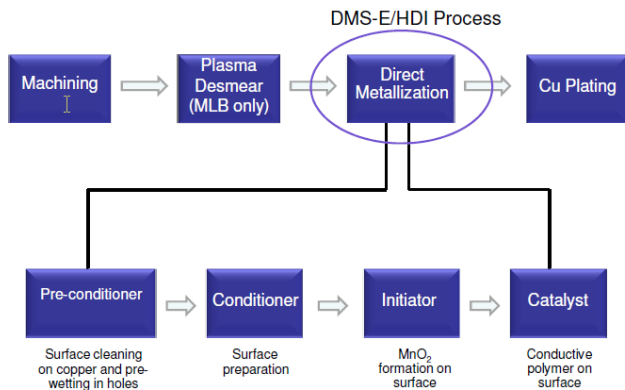 DMS-E/HDI Process
Machining
Plasma
Desmear
(MLB only)
Direct
Metallization
Cu Plating
Pre-conditioner
Conditioner
Initiator
Catalyst
Surface cleaning
on copper and pre-
wetting in holes
Surface
preparation
MnO₂
formation on
surface
Conductive
polymer on
surface